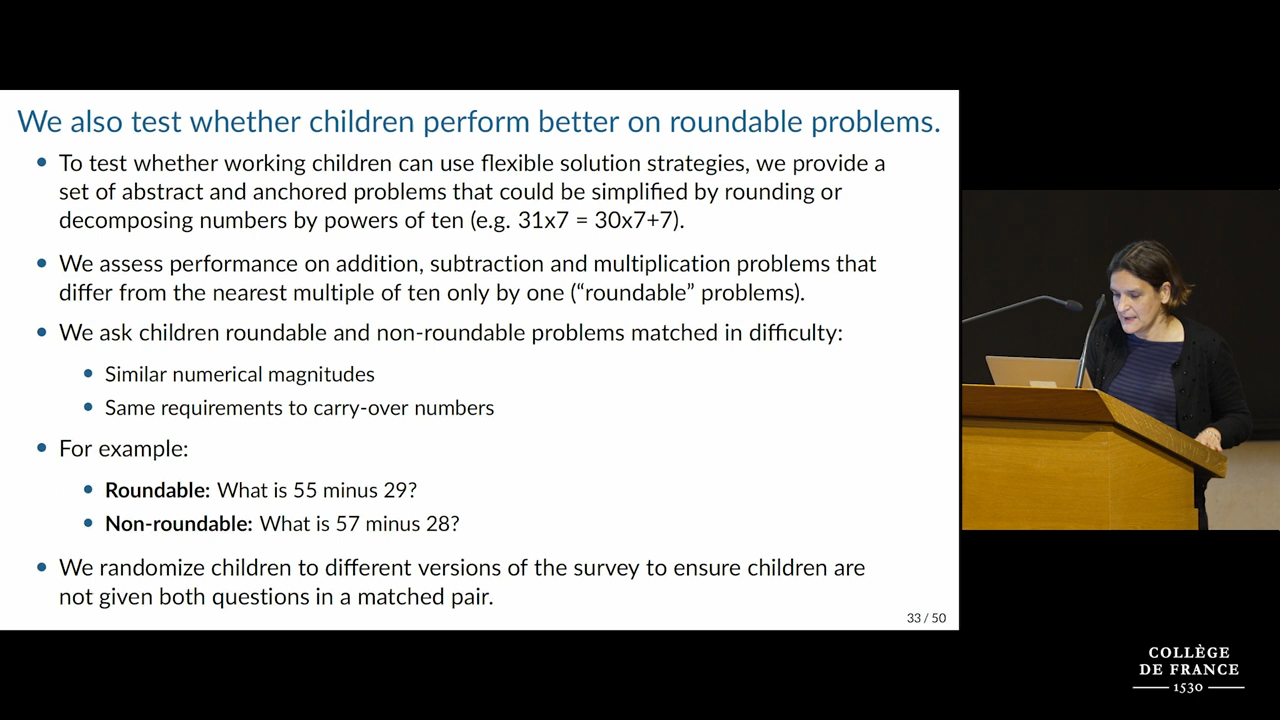 We also test whether children perform better on roundable problems.
• To test whether working children can use flexible solution strategies, we provide a
set of abstract and anchored problems that could be simplified by rounding or
decomposing numbers by powers of ten (e.g. 31x7 = 30x7+7).
• We assess performance on addition, subtraction and multiplication problems that
differ from the nearest multiple of ten only by one (“roundable” problems).
• We ask children roundable and non-roundable problems matched in difficulty:
• Similar numerical magnitudes
• Same requirements to carry-over numbers
• For example:
• Roundable: What is 55 minus 29?
• Non-roundable: What is 57 minus 28?
• We randomize children to different versions of the survey to ensure children are
not given both questions in a matched pair.
33 / 50
COLLÈGE
DE FRANCE
1530